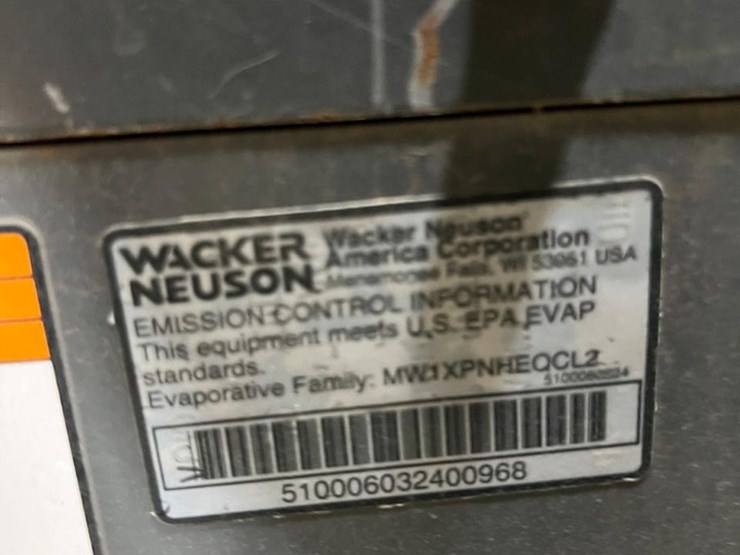 WACKER
NEUSON
Wacker Neuson
America Corporation
Menomonee Falls, WI 53051 USA
EMISSION CONTROL INFORMATION
This equipment meets U.S. EPA EVAP
standards.
Evaporative Family: MW1XPNHEQCL2
510006032400968